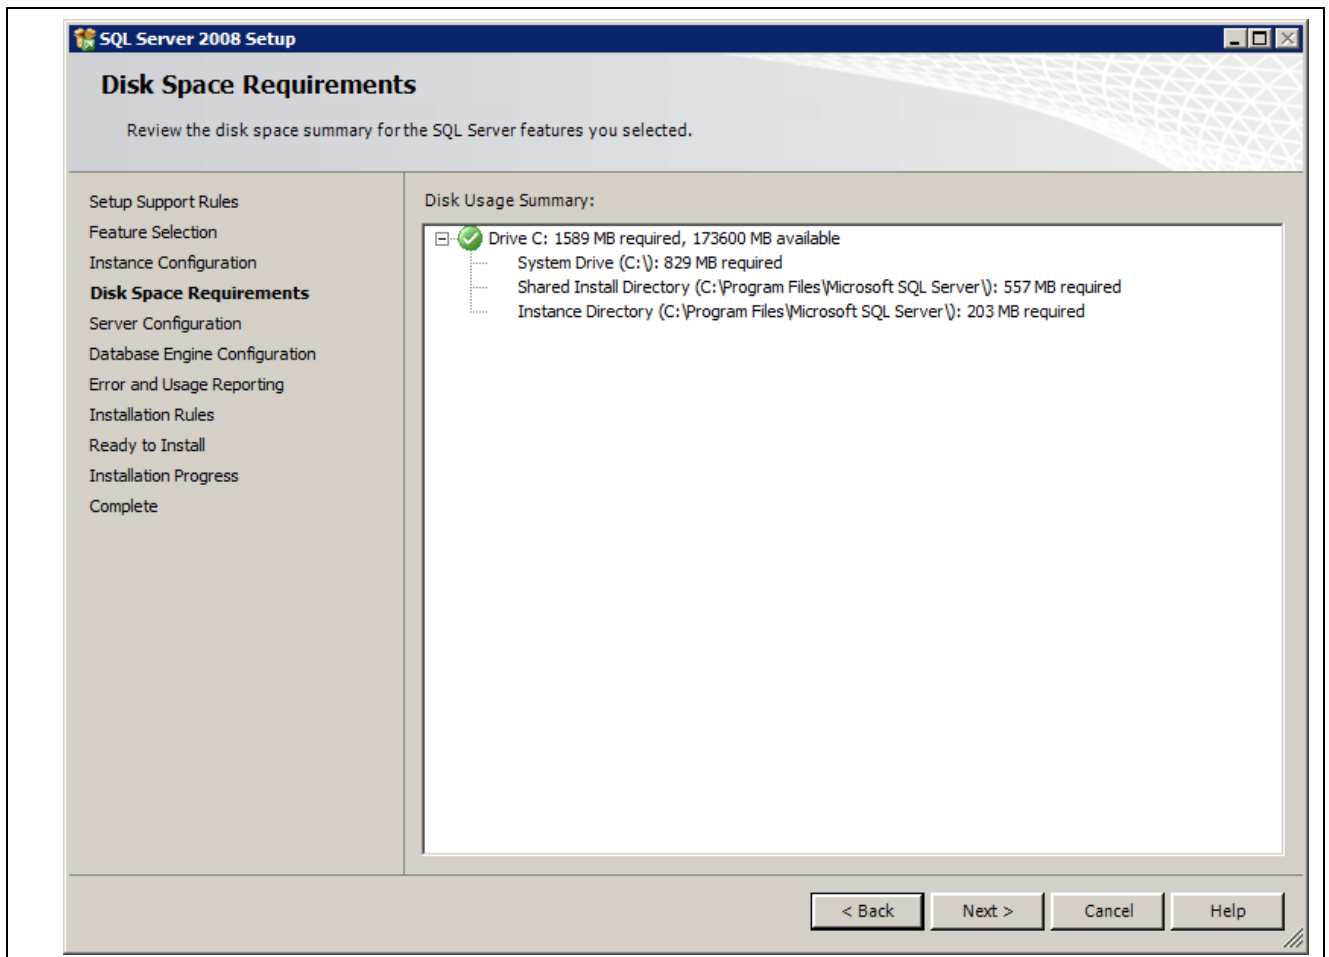 SQL Server 2008 Setup
Disk Space Requirements
Review the disk space summary for the SQL Server features you selected.
Setup Support Rules
Feature Selection
Instance Configuration
Disk Space Requirements
Server Configuration
Database Engine Configuration
Error and Usage Reporting
Installation Rules
Ready to Install
Installation Progress
Complete
Disk Usage Summary:
Drive C: 1589 MB required, 173600 MB available
System Drive (C:\): 829 MB required
Shared Install Directory (C:\Program Files\Microsoft SQL Server\): 557 MB required
Instance Directory (C:\Program Files\Microsoft SQL Server\): 203 MB required
< Back Next > Cancel Help